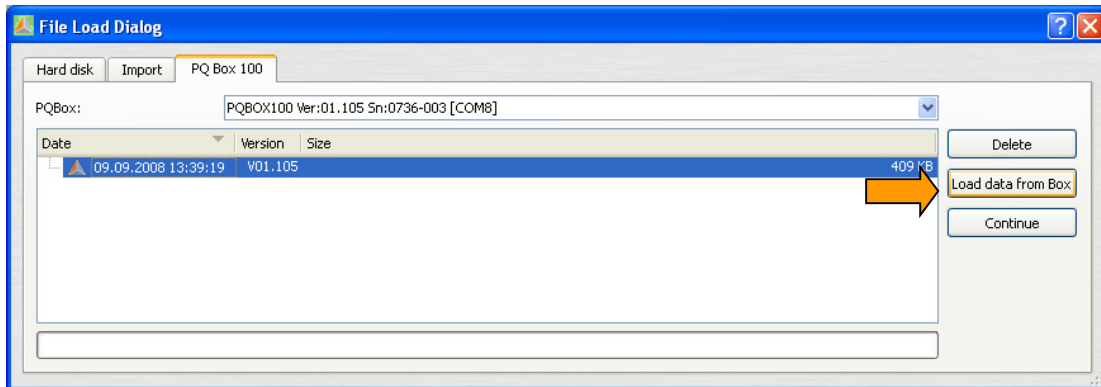 File Load Dialog
Hard disk Import PQ Box 100
PQBox: PQBOX100 Ver:01.105 Sn:0736-003 [COM8]
Date Version Size
09.09.2008 13:39:19 V01.105 409 KB
Delete
Load data from Box
Continue